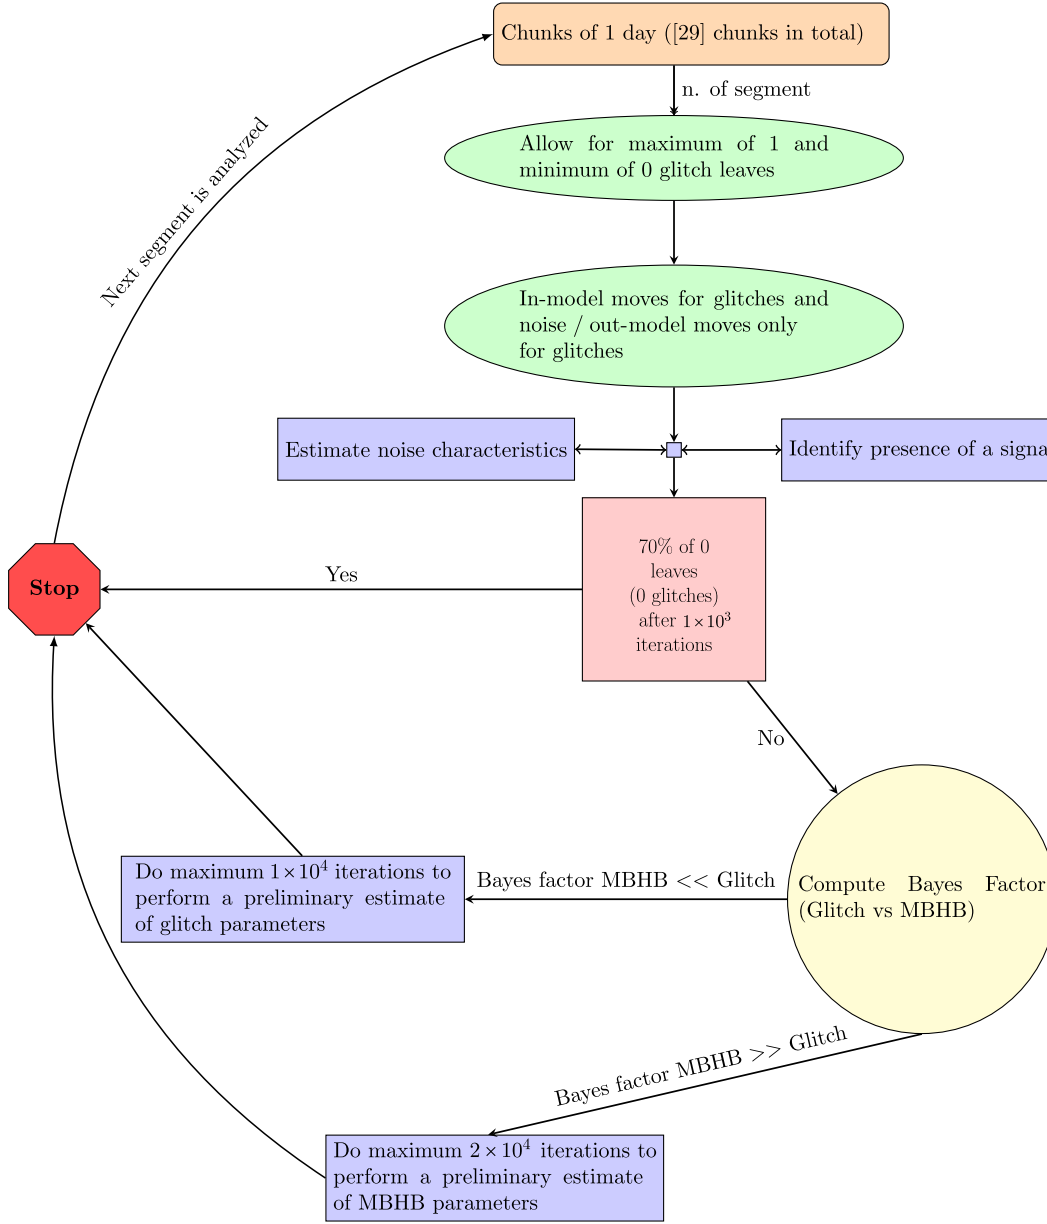 Chunks of 1 day ([29] chunks in total)
n. of segment
Allow for maximum of 1 and
minimum of 0 glitch leaves
Next segment is analyzed
In-model moves for glitches and
noise / out-model moves only
for glitches
Estimate noise characteristics
Identify presence of a signa
70% of 0
leaves
(0 glitches)
after 1×10³
iterations
Yes
Stop
No
Bayes factor MBHB << Glitch
Compute Bayes Factor
(Glitch vs MBHB)
Do maximum 1×10⁴ iterations to
perform a preliminary estimate
of glitch parameters
Bayes factor MBHB >> Glitch
Do maximum 2×10⁴ iterations to
perform a preliminary estimate
of MBHB parameters